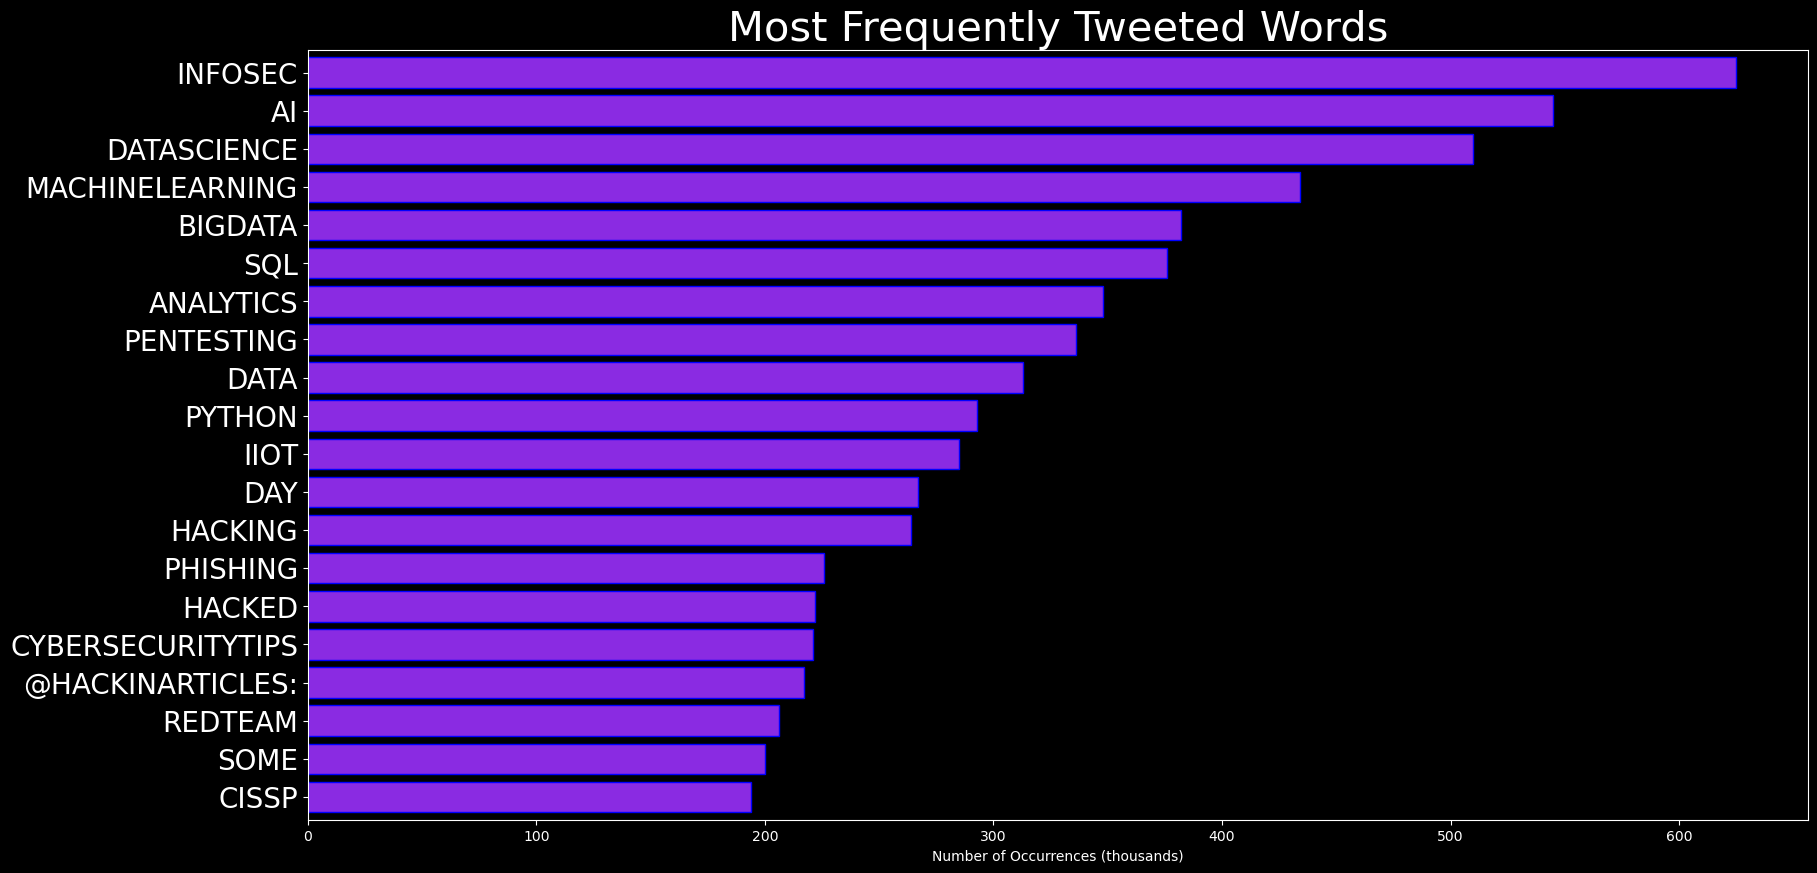 Most Frequently Tweeted Words
INFOSEC
AI
DATASCIENCE
MACHINELEARNING
BIGDATA
SQL
ANALYTICS
PENTESTING
DATA
PYTHON
IIOT
DAY
HACKING
PHISHING
HACKED
CYBERSECURITYTIPS
@HACKINARTICLES:
REDTEAM
SOME
CISSP
0 100 200 300 400 500 600
Number of Occurrences (thousands)